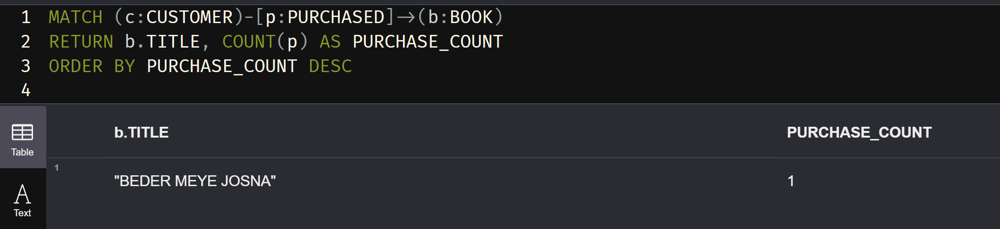 1 MATCH (c:CUSTOMER)-[p:PURCHASED]->(b:BOOK)
2 RETURN b.TITLE, COUNT(p) AS PURCHASE_COUNT
3 ORDER BY PURCHASE_COUNT DESC
4
Table
b.TITLE PURCHASE_COUNT
1
"BEDER MEYE JOSNA" 1
A
Text